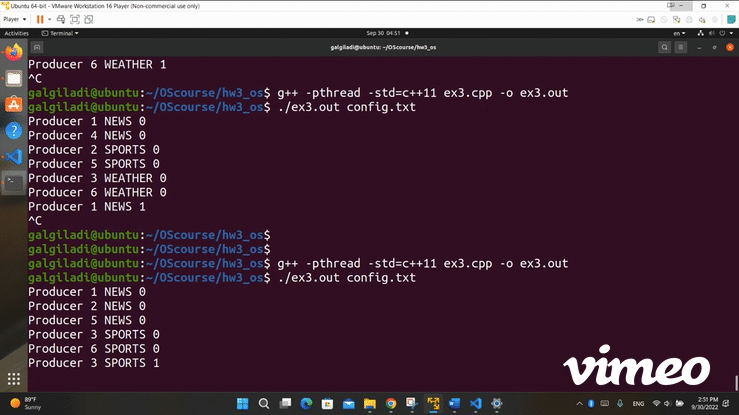 Ubuntu 64-bit - VMware Workstation 16 Player (Non-commercial use only)
Player
Activities
Terminal
Sep 30 04:51
en
galgiladi@ubuntu: ~/OScourse/hw3_os
Producer 6 WEATHER 1
^C
galgiladi@ubuntu:~/OScourse/hw3_os$ g++ -pthread -std=c++11 ex3.cpp -o ex3.out
galgiladi@ubuntu:~/OScourse/hw3_os$ ./ex3.out config.txt
Producer 1 NEWS 0
Producer 4 NEWS 0
Producer 2 SPORTS 0
Producer 5 SPORTS 0
Producer 3 WEATHER 0
Producer 6 WEATHER 0
Producer 1 NEWS 1
^C
galgiladi@ubuntu:~/OScourse/hw3_os$
galgiladi@ubuntu:~/OScourse/hw3_os$
galgiladi@ubuntu:~/OScourse/hw3_os$ g++ -pthread -std=c++11 ex3.cpp -o ex3.out
galgiladi@ubuntu:~/OScourse/hw3_os$ ./ex3.out config.txt
Producer 1 NEWS 0
Producer 2 NEWS 0
Producer 5 NEWS 0
Producer 3 SPORTS 0
Producer 6 SPORTS 0
Producer 3 SPORTS 1
vimeo
89°F
Sunny
ENG
2:51 PM
9/30/2022